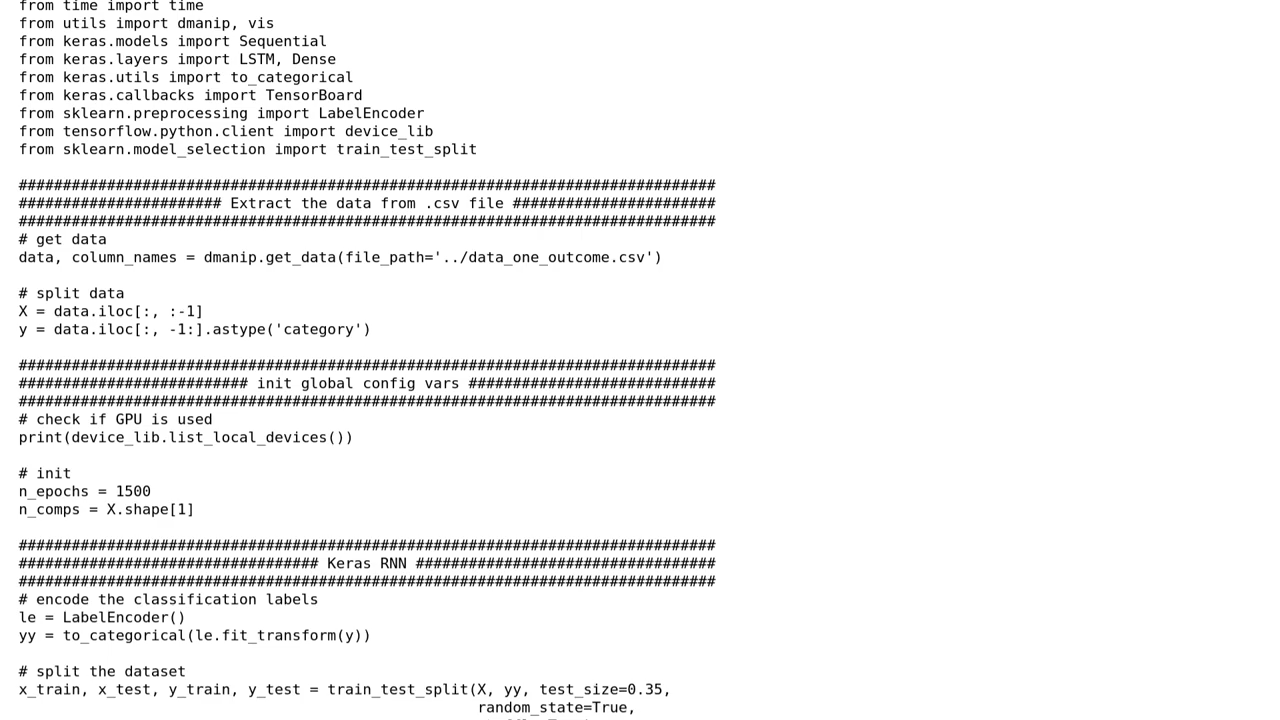 from time import time
from utils import dmanip, vis
from keras.models import Sequential
from keras.layers import LSTM, Dense
from keras.utils import to_categorical
from keras.callbacks import TensorBoard
from sklearn.preprocessing import LabelEncoder
from tensorflow.python.client import device_lib
from sklearn.model_selection import train_test_split
###############################################################################
####################### Extract the data from .csv file #######################
###############################################################################
# get data
data, column_names = dmanip.get_data(file_path='../data_one_outcome.csv')
# split data
X = data.iloc[:, :-1]
y = data.iloc[:, -1:].astype('category')
###############################################################################
########################## init global config vars ############################
###############################################################################
# check if GPU is used
print(device_lib.list_local_devices())
# init
n_epochs = 1500
n_comps = X.shape[1]
###############################################################################
################################## Keras RNN ##################################
###############################################################################
# encode the classification labels
le = LabelEncoder()
yy = to_categorical(le.fit_transform(y))
# split the dataset
x_train, x_test, y_train, y_test = train_test_split(X, yy, test_size=0.35,
random_state=True,